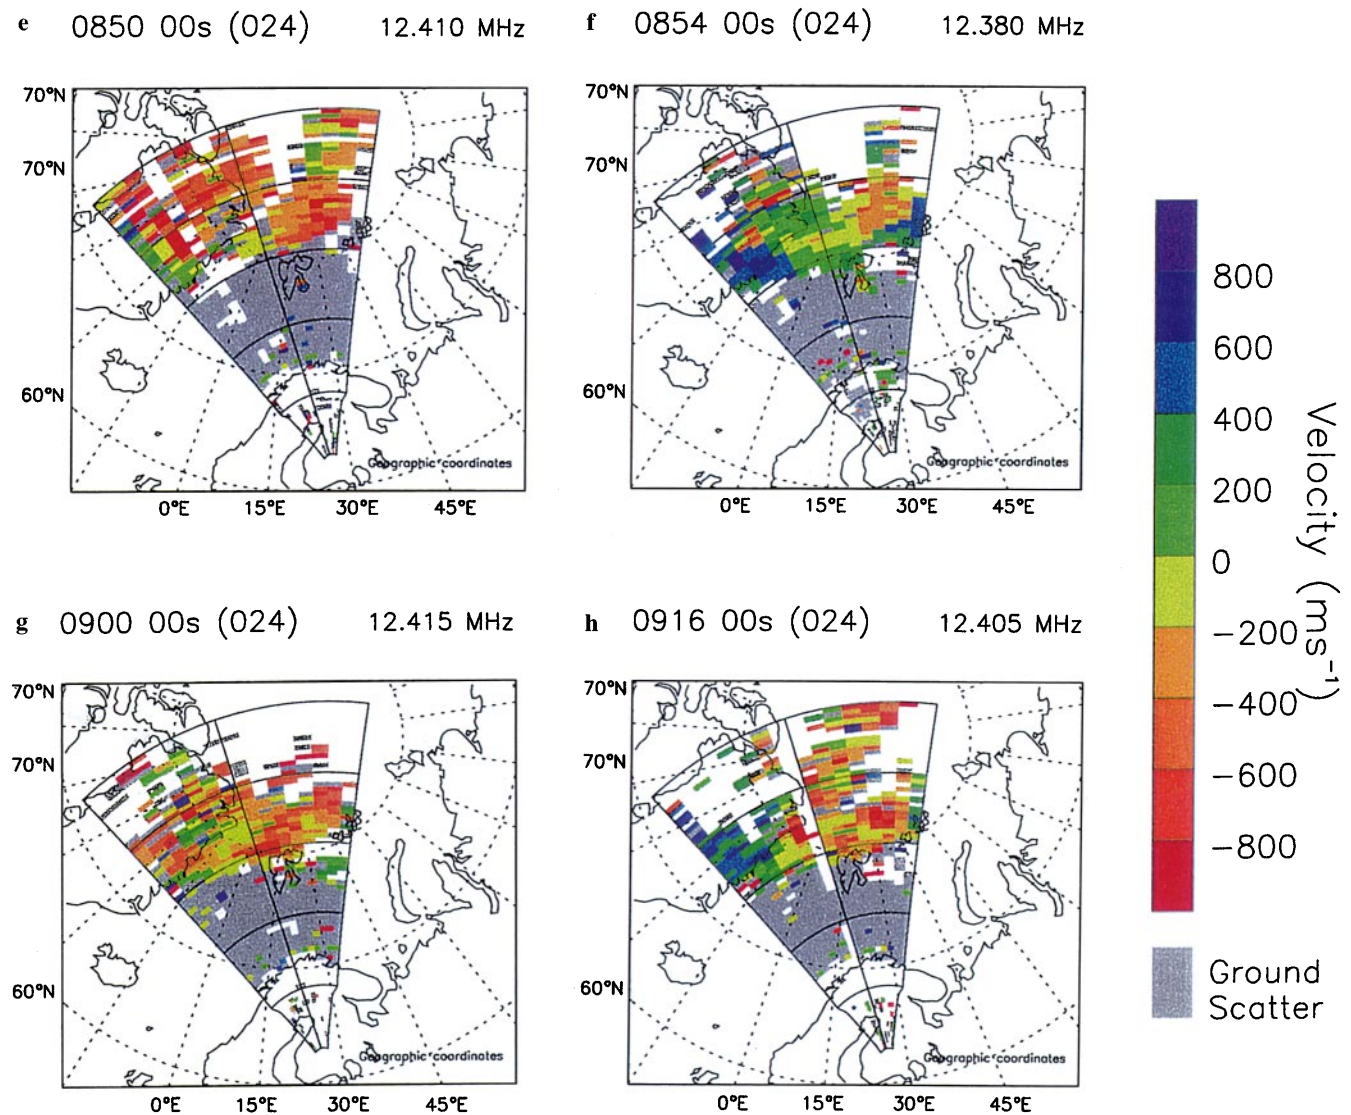 e 0850 00s (024) 12.410 MHz
f 0854 00s (024) 12.380 MHz
70°N
70°N
60°N
Geographic coordinates
0°E 15°E 30°E 45°E
70°N
70°N
60°N
Geographic coordinates
0°E 15°E 30°E 45°E
g 0900 00s (024) 12.415 MHz
h 0916 00s (024) 12.405 MHz
70°N
70°N
60°N
Geographic coordinates
0°E 15°E 30°E 45°E
70°N
70°N
60°N
Geographic coordinates
0°E 15°E 30°E 45°E
800
600
400
200
0
-200
-400
-600
-800
Velocity (ms⁻¹)
Ground
Scatter